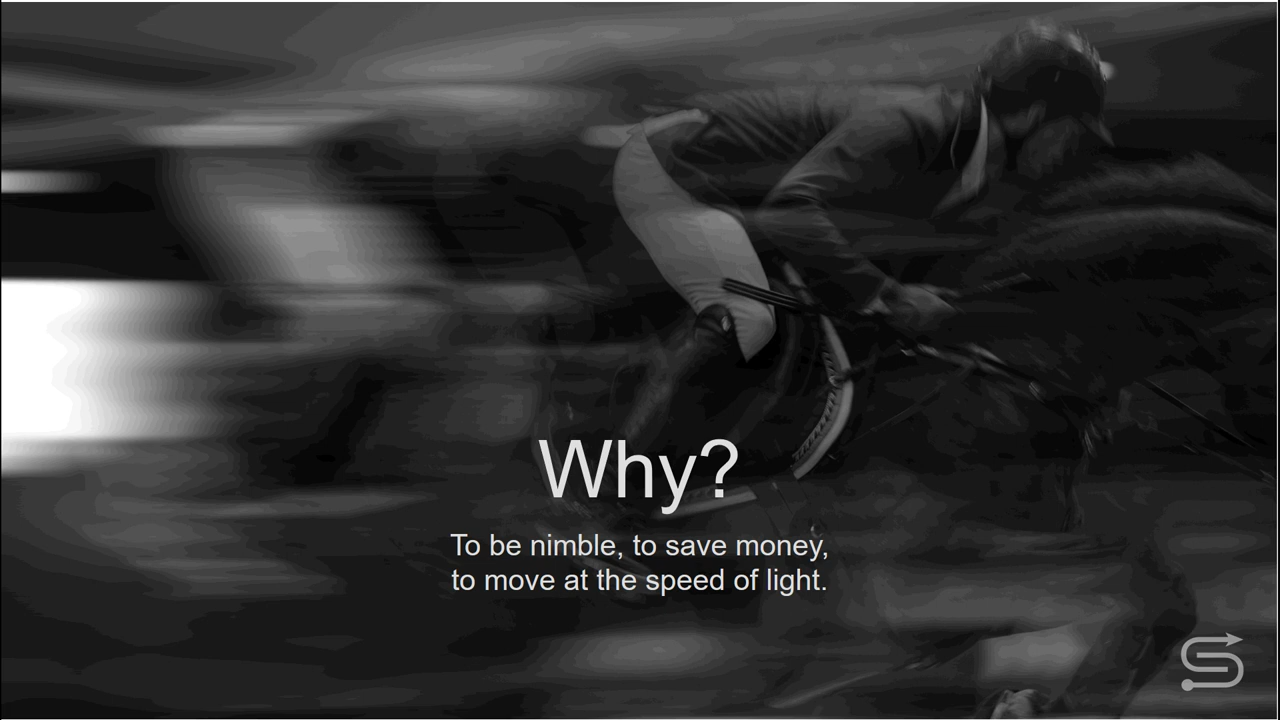 Why?
To be nimble, to save money,
to move at the speed of light.